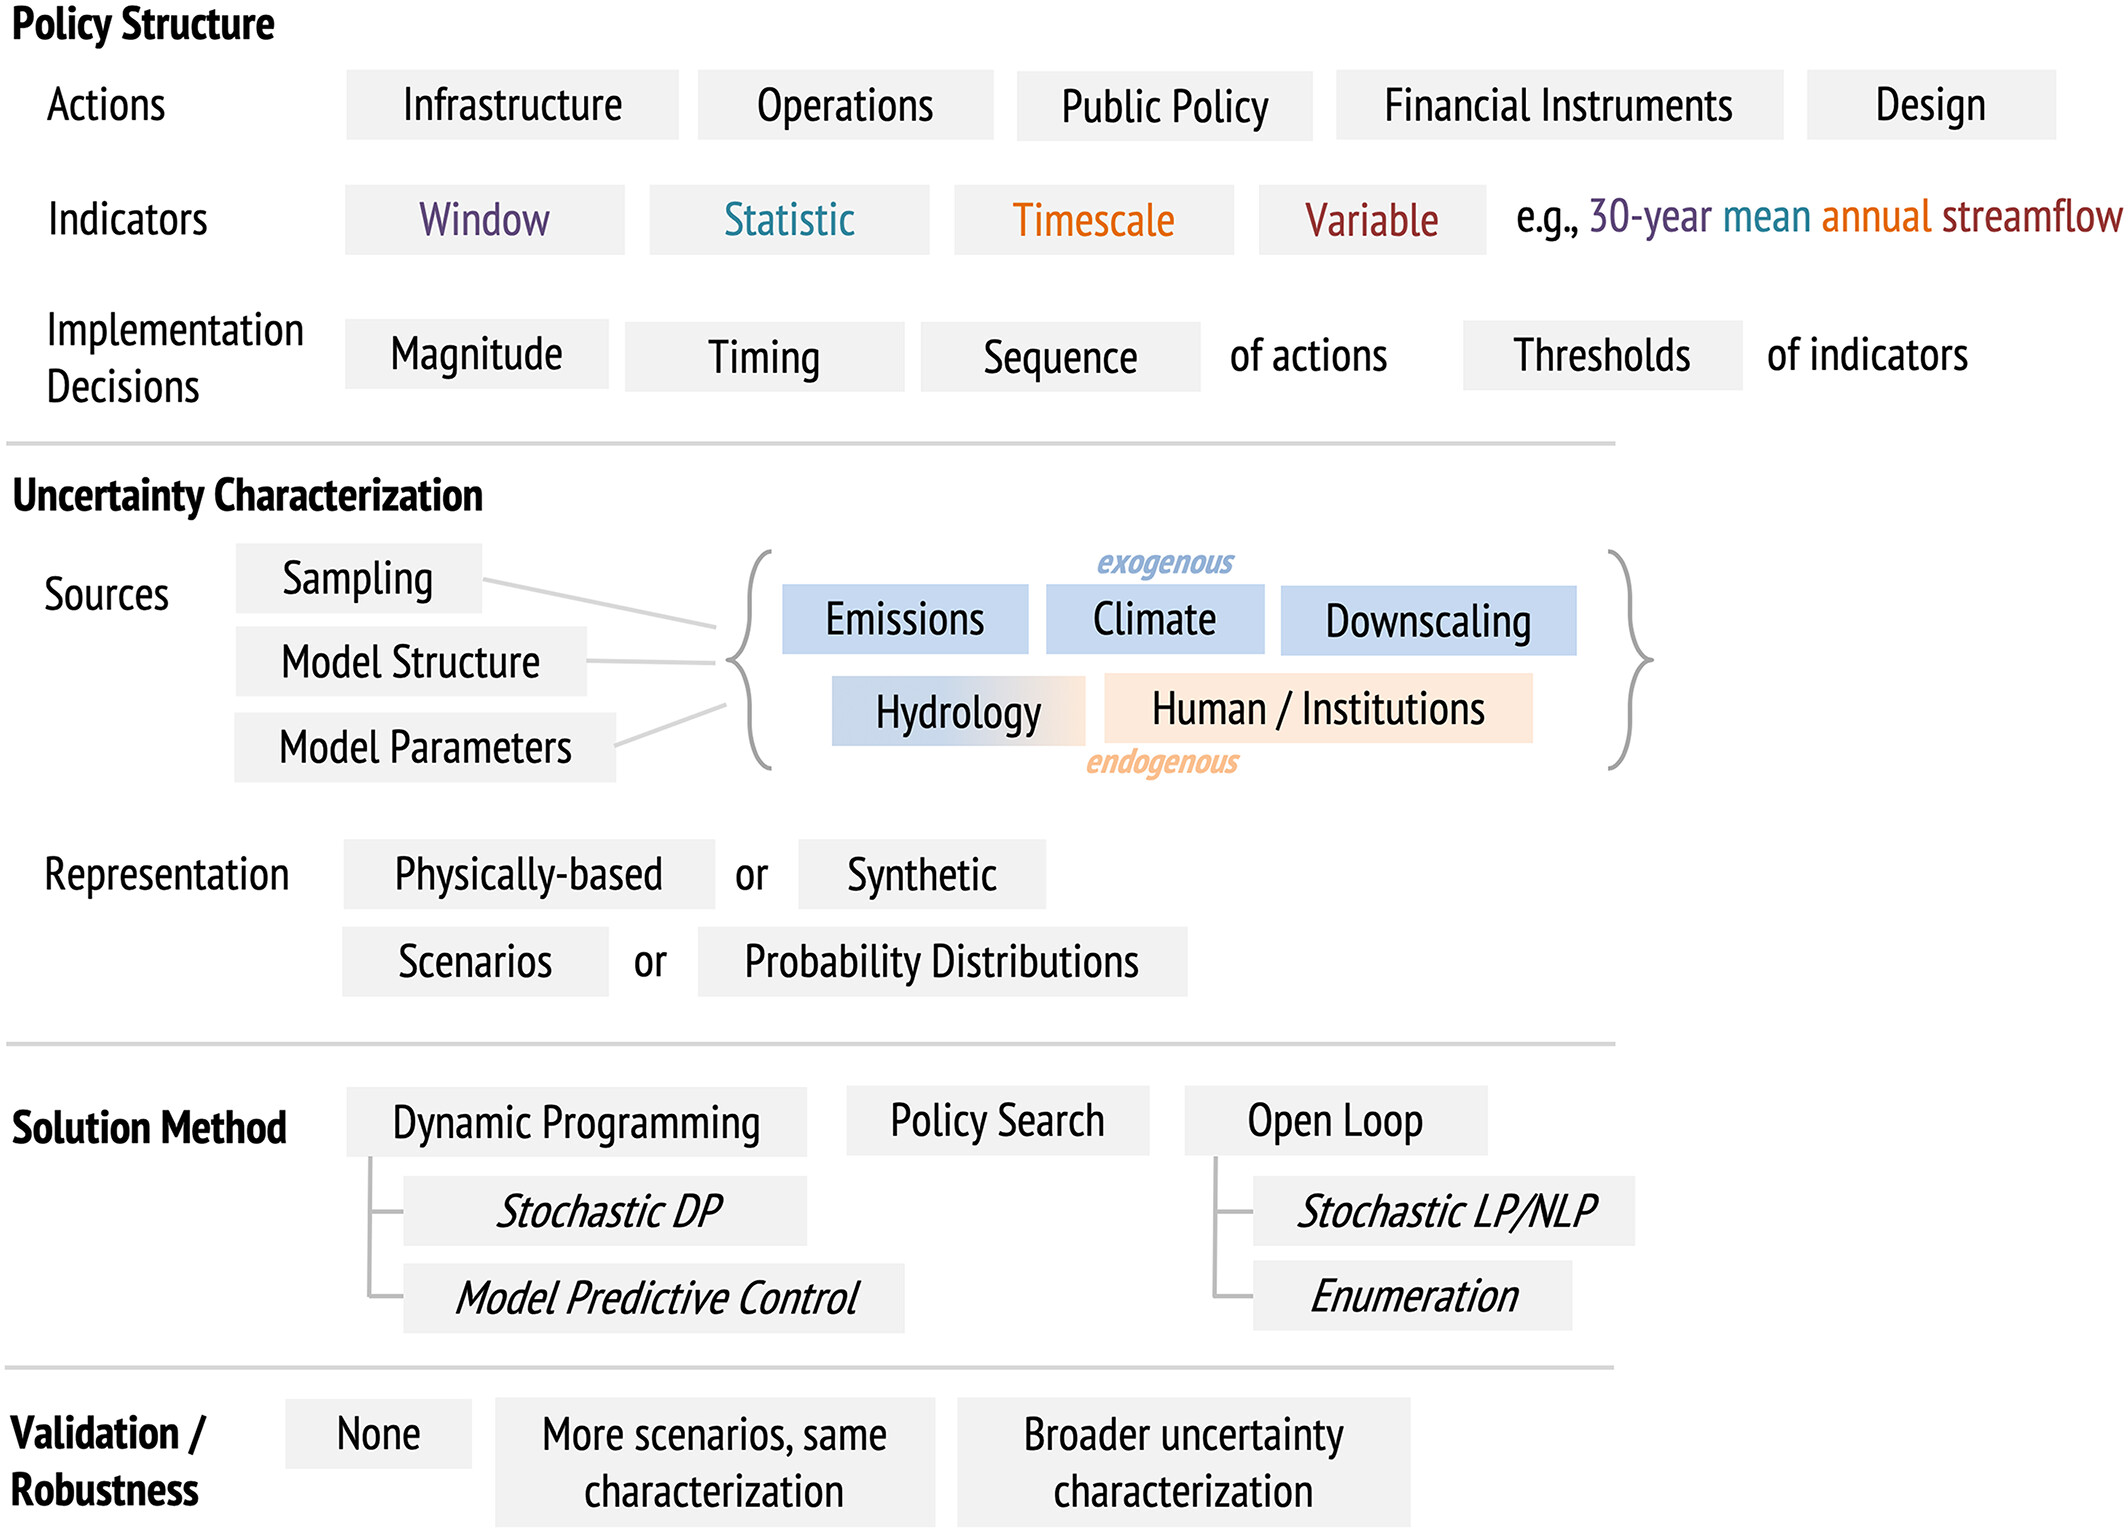 Policy Structure
Actions Infrastructure Operations Public Policy Financial Instruments Design
Indicators Window Statistic Timescale Variable e.g., 30-year mean annual streamflow
Implementation
Decisions
Magnitude Timing Sequence of actions Thresholds of indicators
Uncertainty Characterization
Sources
Sampling
Model Structure
Model Parameters
exogenous
Emissions Climate Downscaling
Hydrology Human / Institutions
endogenous
Representation Physically-based or Synthetic
Scenarios or Probability Distributions
Solution Method Dynamic Programming Policy Search Open Loop
Stochastic DP Stochastic LP/NLP
Model Predictive Control Enumeration
Validation /
Robustness
None
More scenarios, same
characterization
Broader uncertainty
characterization